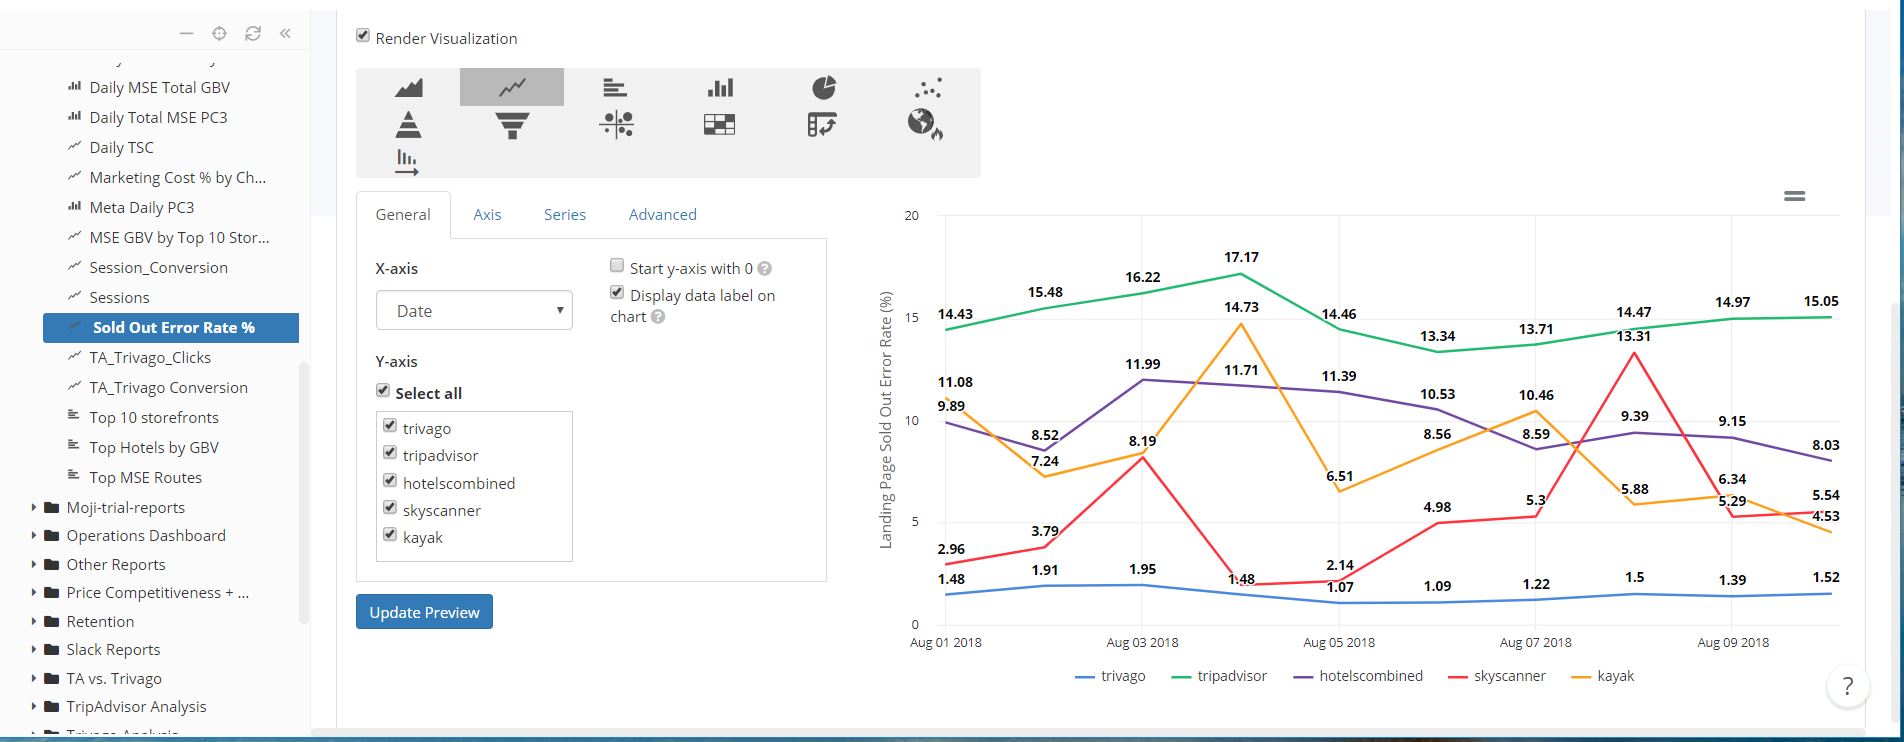 Daily MSE Total GBV
Daily Total MSE PC3
Daily TSC
Marketing Cost % by Ch...
Meta Daily PC3
MSE GBV by Top 10 Stor...
Session_Conversion
Sessions
Sold Out Error Rate %
TA_Trivago_Clicks
TA_Trivago Conversion
Top 10 storefronts
Top Hotels by GBV
Top MSE Routes
Moji-trial-reports
Operations Dashboard
Other Reports
Price Competitiveness + ...
Retention
Slack Reports
TA vs. Trivago
TripAdvisor Analysis
Render Visualization
General Axis Series Advanced
X-axis
Date
Start y-axis with 0 ?
Display data label on
chart ?
Y-axis
Select all
trivago
tripadvisor
hotelscombined
skyscanner
kayak
Update Preview
Landing Page Sold Out Error Rate (%)
20
15
10
5
0
14.43 15.48 16.22 17.17 14.46 13.34 13.71 14.47 14.97 15.05
11.08 7.24 14.73 6.51 8.56 10.46 5.88 6.34 4.53
9.89 8.52 11.99 11.71 11.39 10.53 8.59 9.39 9.15 8.03
2.96 3.79 8.19 2.14 4.98 5.3 13.31 5.29 5.54
1.48 1.91 1.95 1.48 1.07 1.09 1.22 1.5 1.39 1.52
Aug 01 2018 Aug 03 2018 Aug 05 2018 Aug 07 2018 Aug 09 2018
trivago tripadvisor hotelscombined skyscanner kayak
?